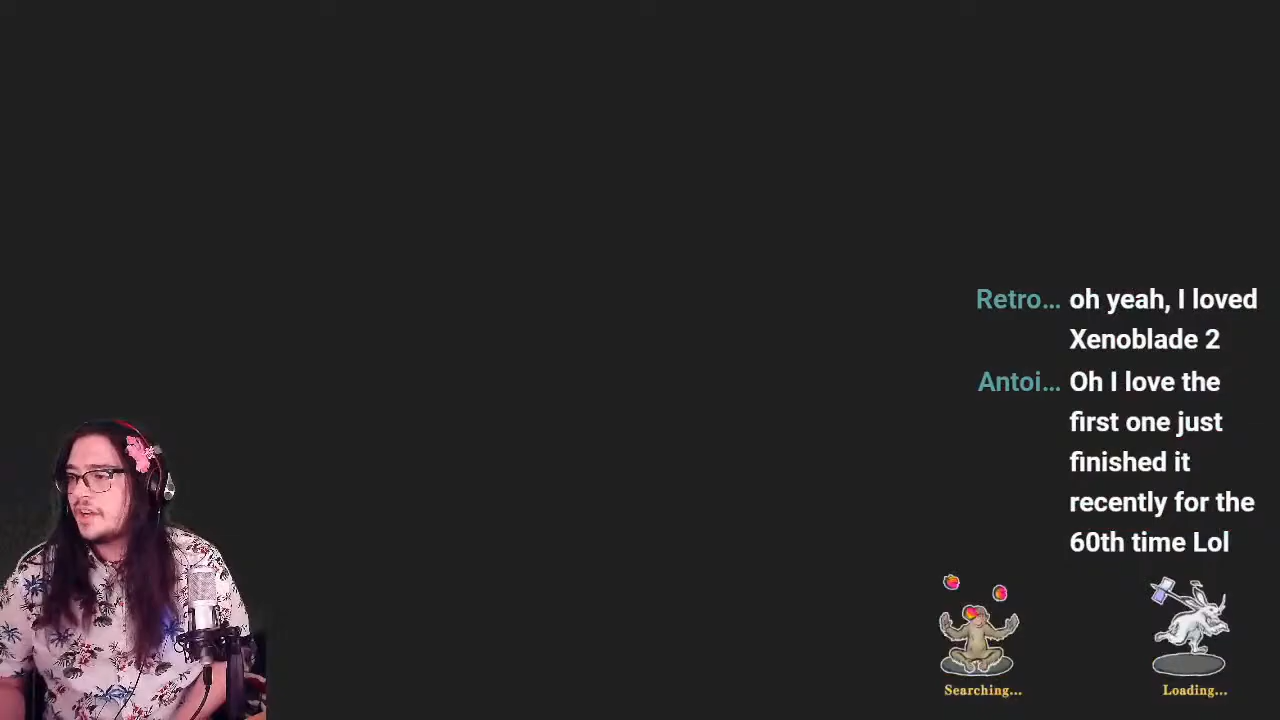 Retro… oh yeah, I loved
Xenoblade 2
Antoi… Oh I love the
first one just
finished it
recently for the
60th time Lol
Searching...
Loading...